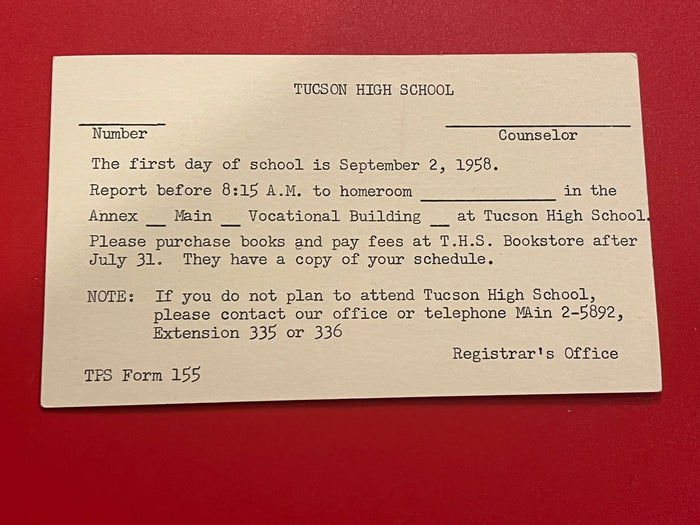 TUCSON HIGH SCHOOL
Number Counselor
The first day of school is September 2, 1958.
Report before 8:15 A.M. to homeroom ____________ in the
Annex __ Main __ Vocational Building __ at Tucson High School.
Please purchase books and pay fees at T.H.S. Bookstore after
July 31. They have a copy of your schedule.
NOTE: If you do not plan to attend Tucson High School,
please contact our office or telephone MAin 2-5892,
Extension 335 or 336
Registrar's Office
TPS Form 155